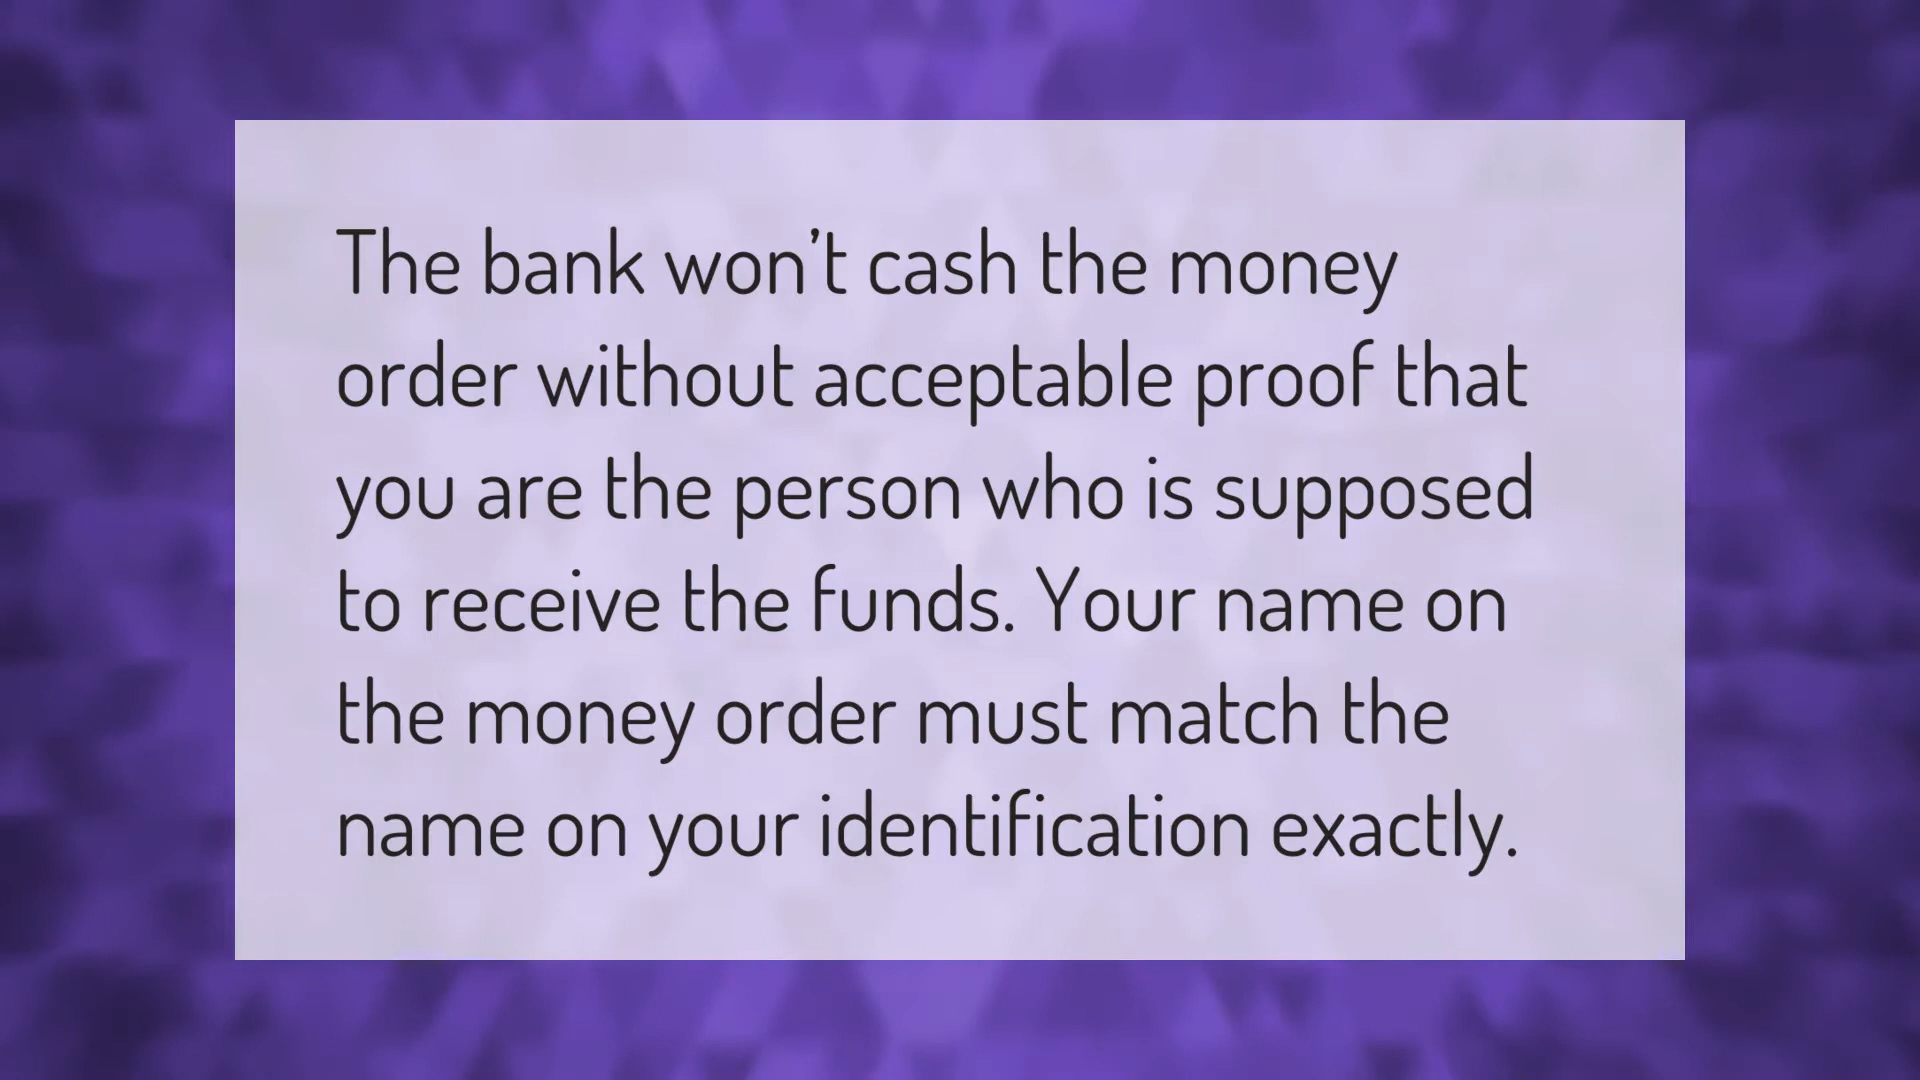 The bank won’t cash the money
order without acceptable proof that
you are the person who is supposed
to receive the funds. Your name on
the money order must match the
name on your identification exactly.